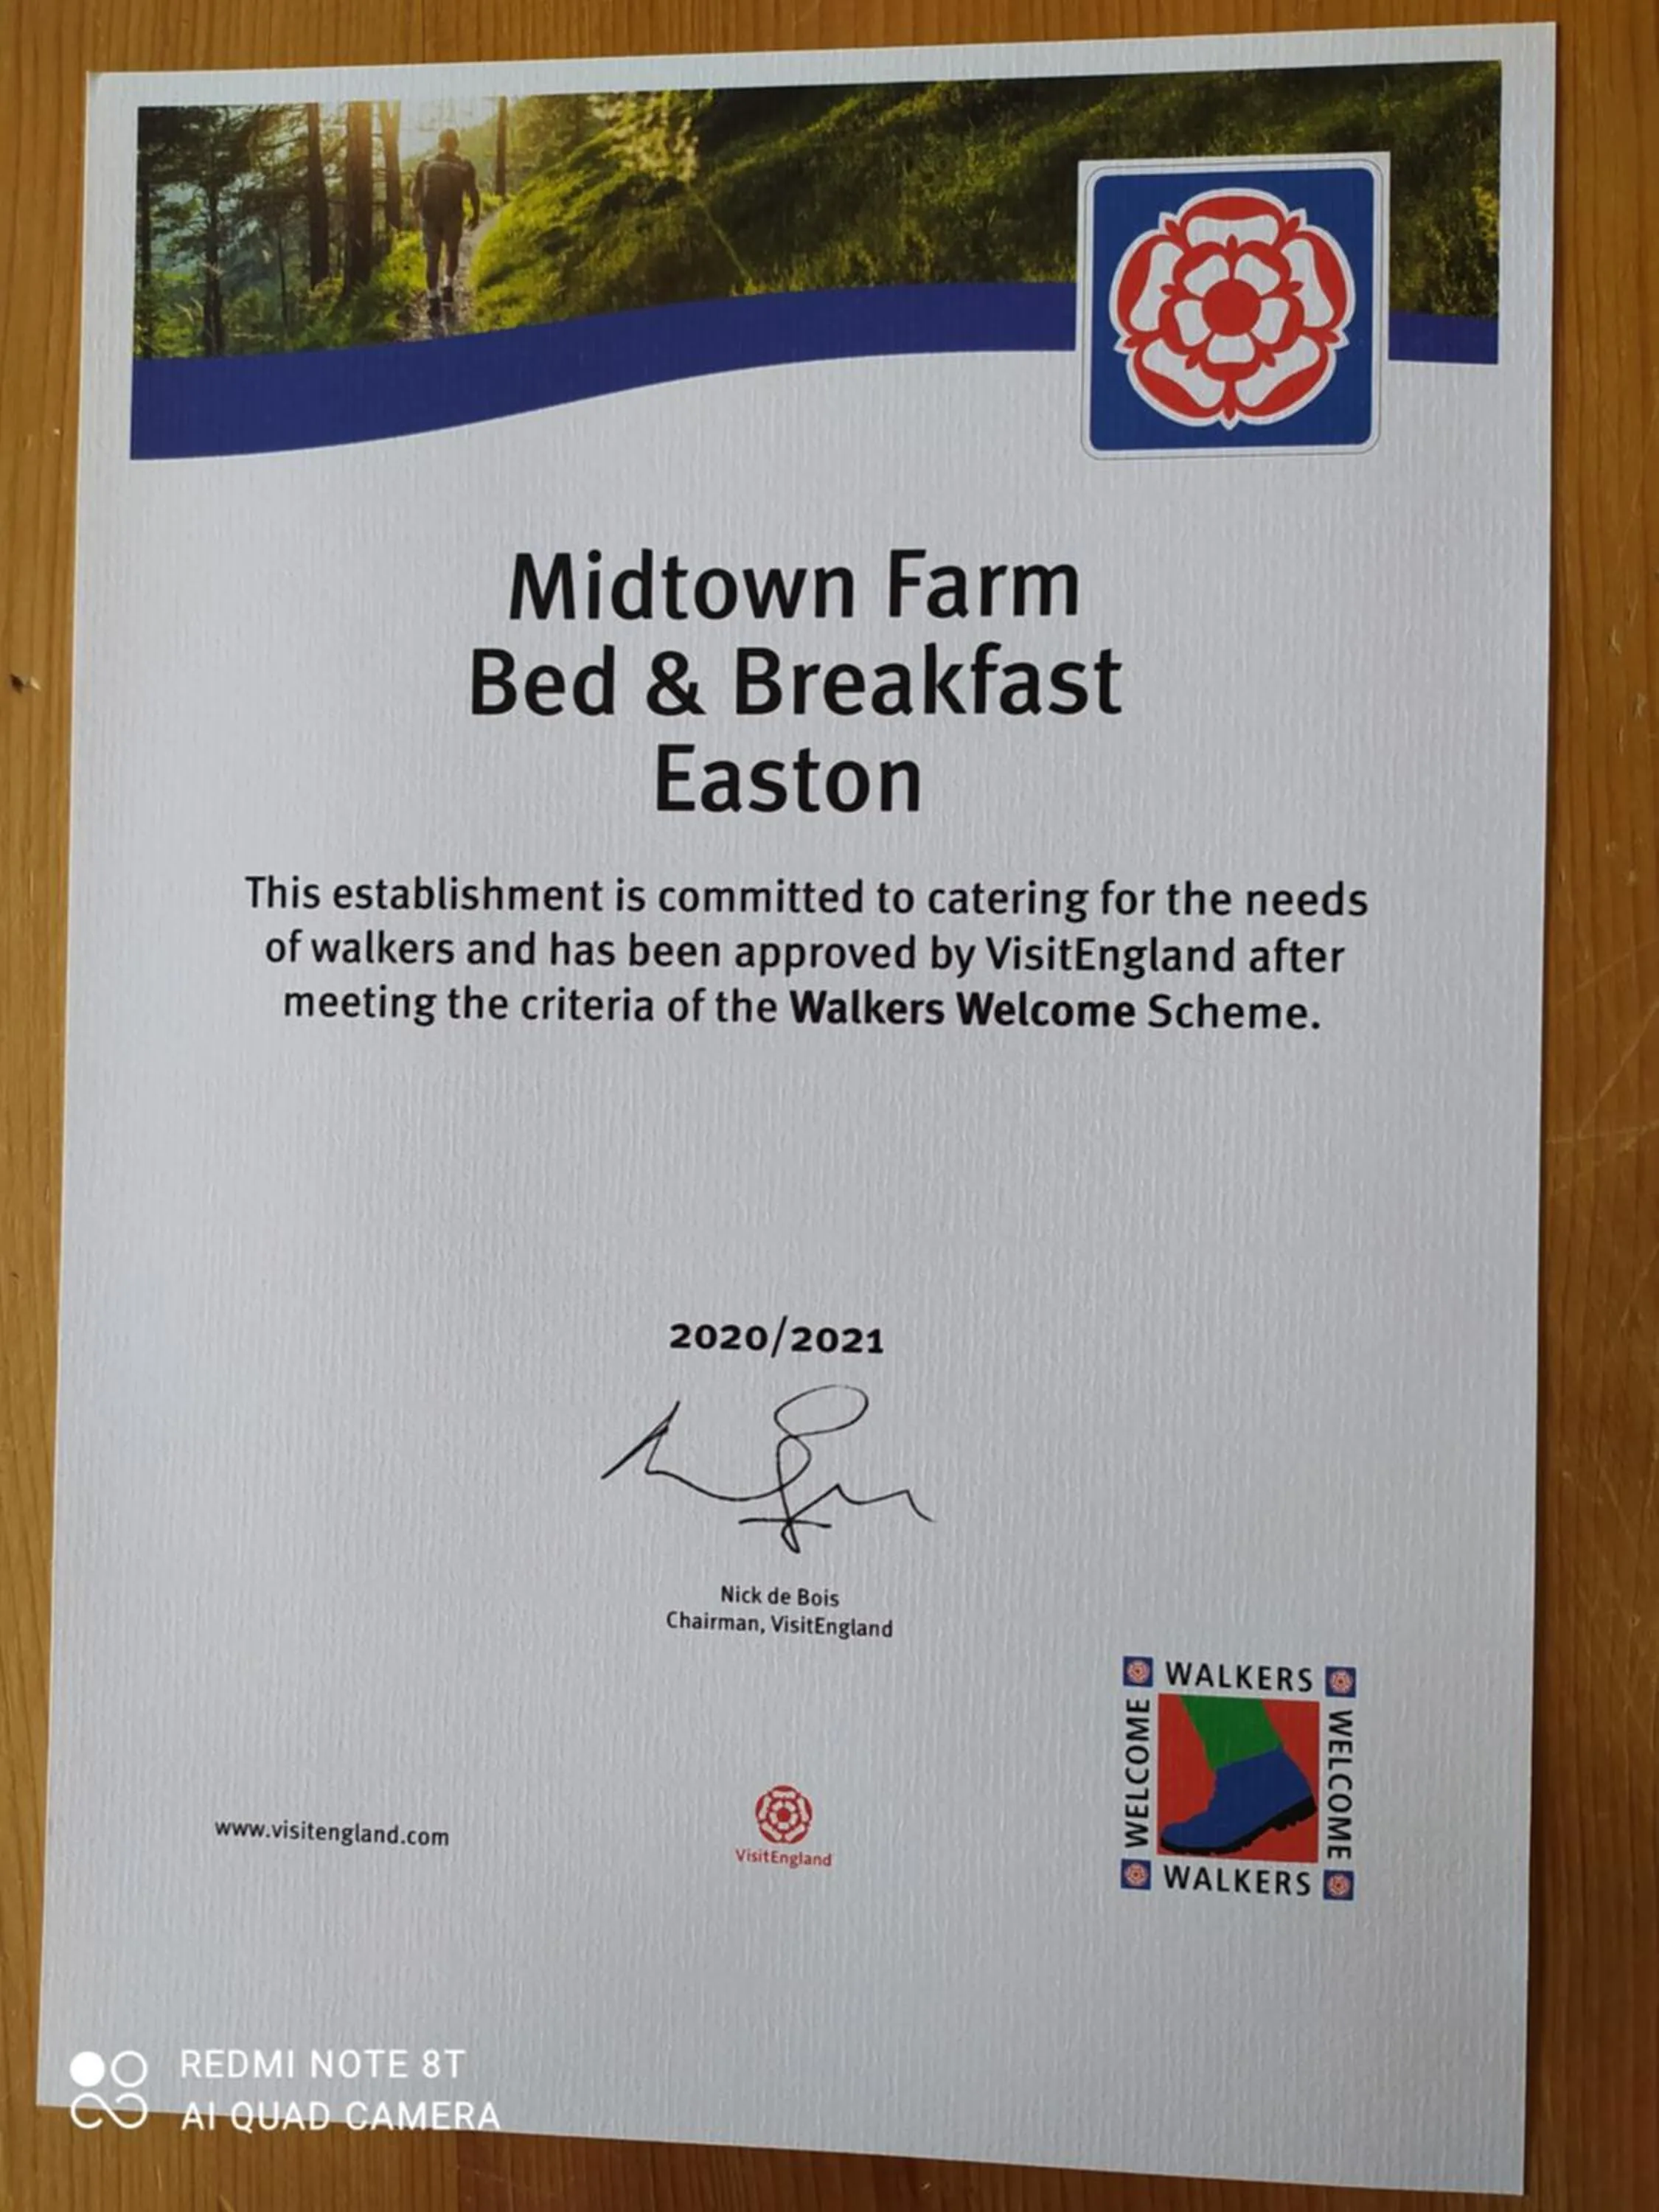 Midtown Farm
Bed & Breakfast
Easton
This establishment is committed to catering for the needs
of walkers and has been approved by VisitEngland after
meeting the criteria of the Walkers Welcome Scheme.
2020/2021
Nick de Bois
Chairman, VisitEngland
www.visitengland.com
VisitEngland
WALKERS
WELCOME
WELCOME
WALKERS
REDMI NOTE 8T
AI QUAD CAMERA